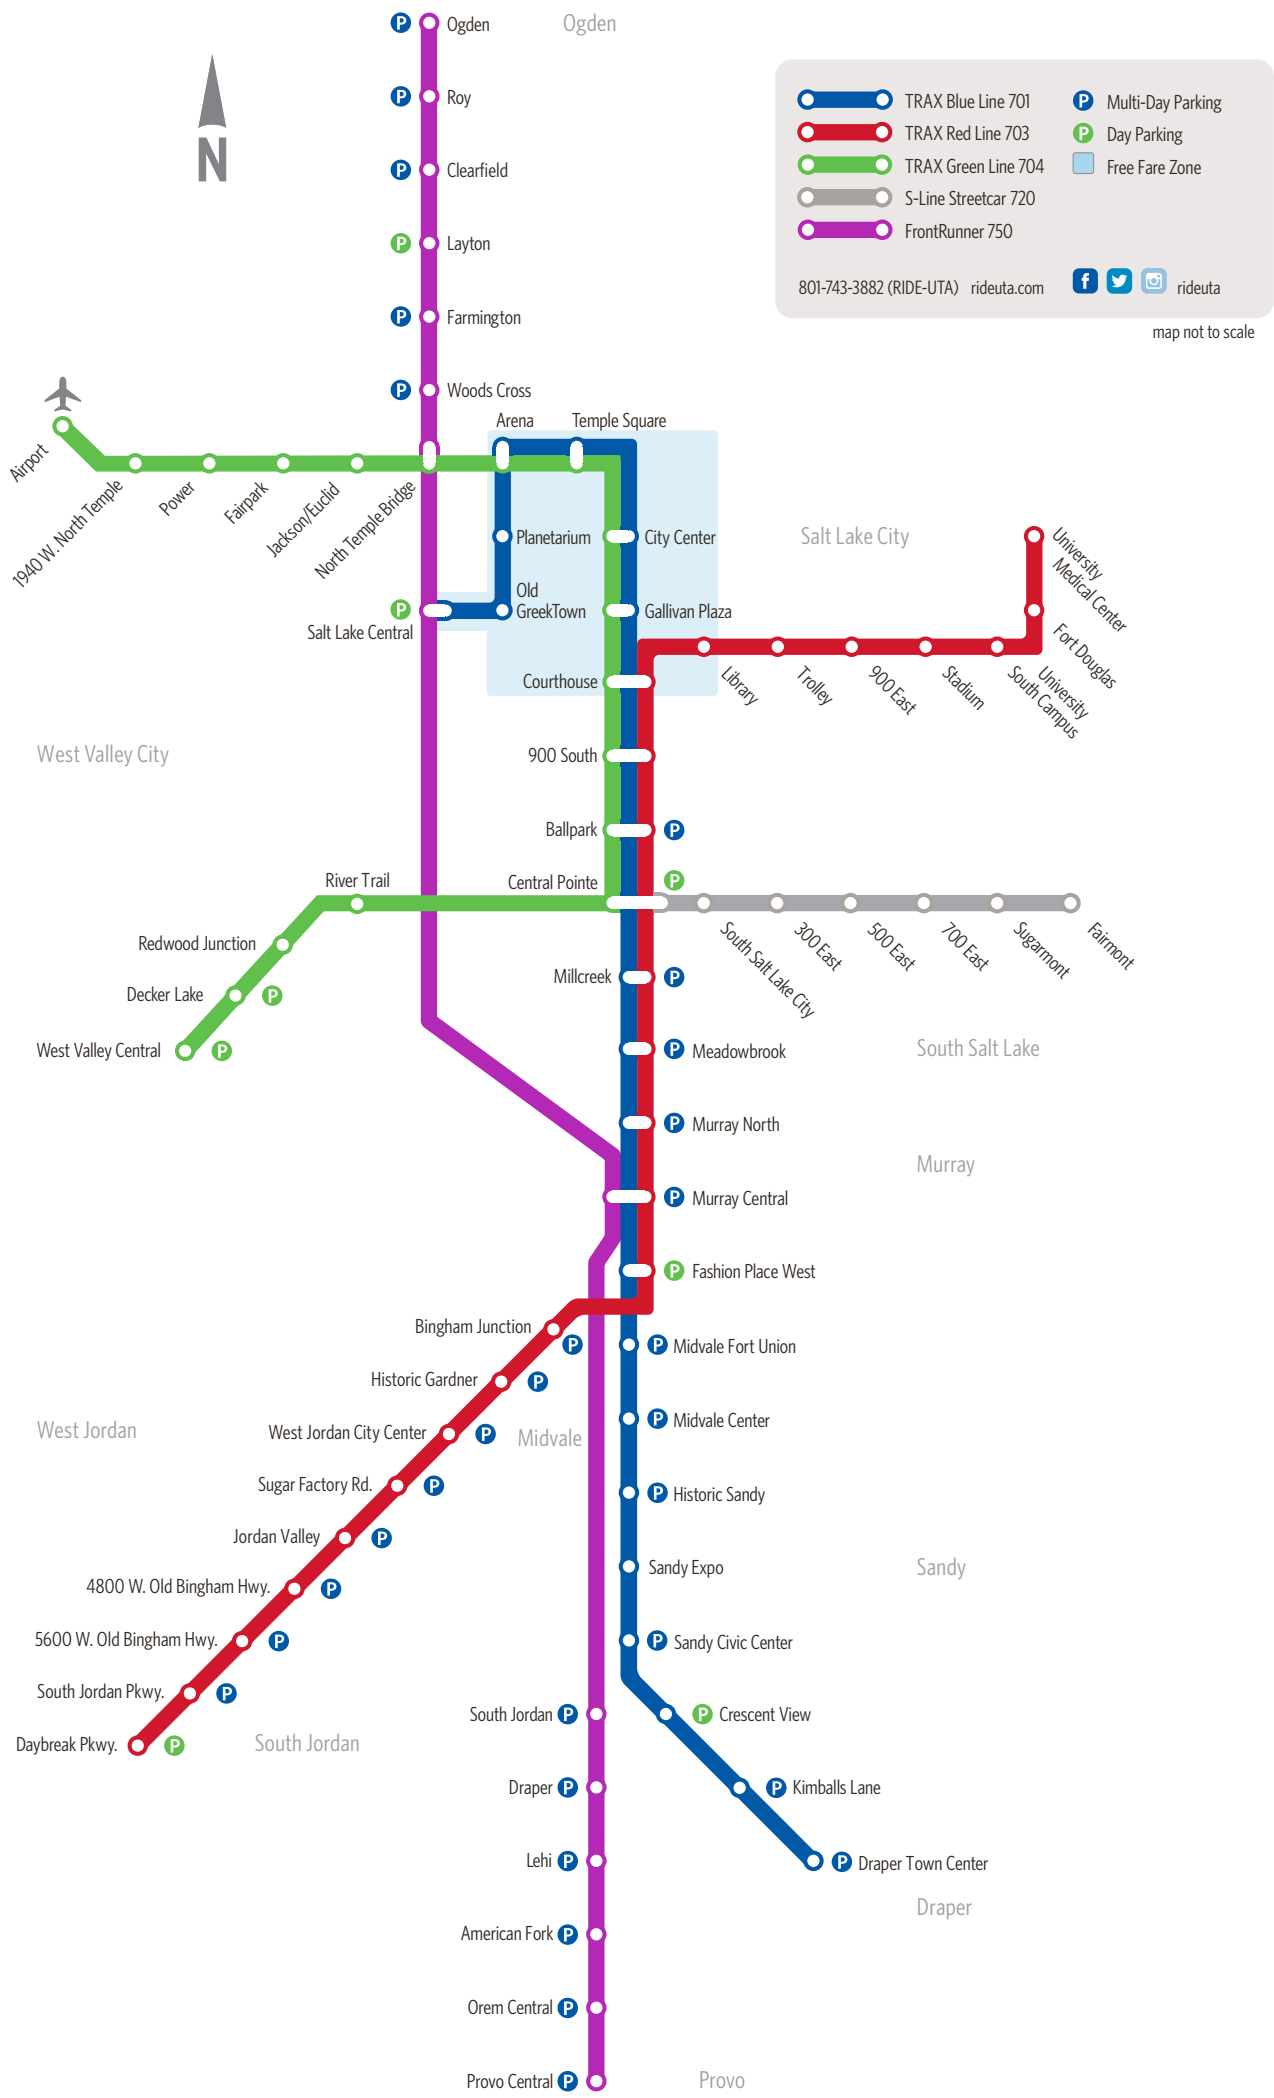 Ogden
Ogden
Roy
Clearfield
Layton
Farmington
Woods Cross
P
P
P
P
P
P
N
TRAX Blue Line 701
TRAX Red Line 703
TRAX Green Line 704
S-Line Streetcar 720
FrontRunner 750
P Multi-Day Parking
P Day Parking
Free Fare Zone
801-743-3882 (RIDE-UTA) rideuta.com
f rideuta
map not to scale
Airport
1940 W. North Temple
Power
Fairpark
Jackson/Euclid
North Temple Bridge
Arena
Temple Square
Planetarium
City Center
Old
GreekTown
Gallivan Plaza
P
Salt Lake Central
Salt Lake City
University
Medical Center
Fort Douglas
University
South Campus
Stadium
900 East
Trolley
Library
Courthouse
West Valley City
900 South
Ballpark P
Central Pointe P
River Trail
Redwood Junction
Decker Lake P
West Valley Central P
South Salt Lake City
300 East
500 East
700 East
Sugarmont
Fairmont
Millcreek P
P Meadowbrook
South Salt Lake
P Murray North
Murray
P Murray Central
P Fashion Place West
Bingham Junction P
P Midvale Fort Union
Historic Gardner P
P Midvale Center
West Jordan
West Jordan City Center P
Midvale
Sugar Factory Rd. P
P Historic Sandy
Jordan Valley P
Sandy Expo
Sandy
4800 W. Old Bingham Hwy. P
5600 W. Old Bingham Hwy. P
P Sandy Civic Center
South Jordan Pkwy. P
South Jordan P
P Crescent View
Daybreak Pkwy. P
South Jordan
Draper P
P Kimballs Lane
Lehi P
P Draper Town Center
Draper
American Fork P
Orem Central P
Provo Central P
Provo